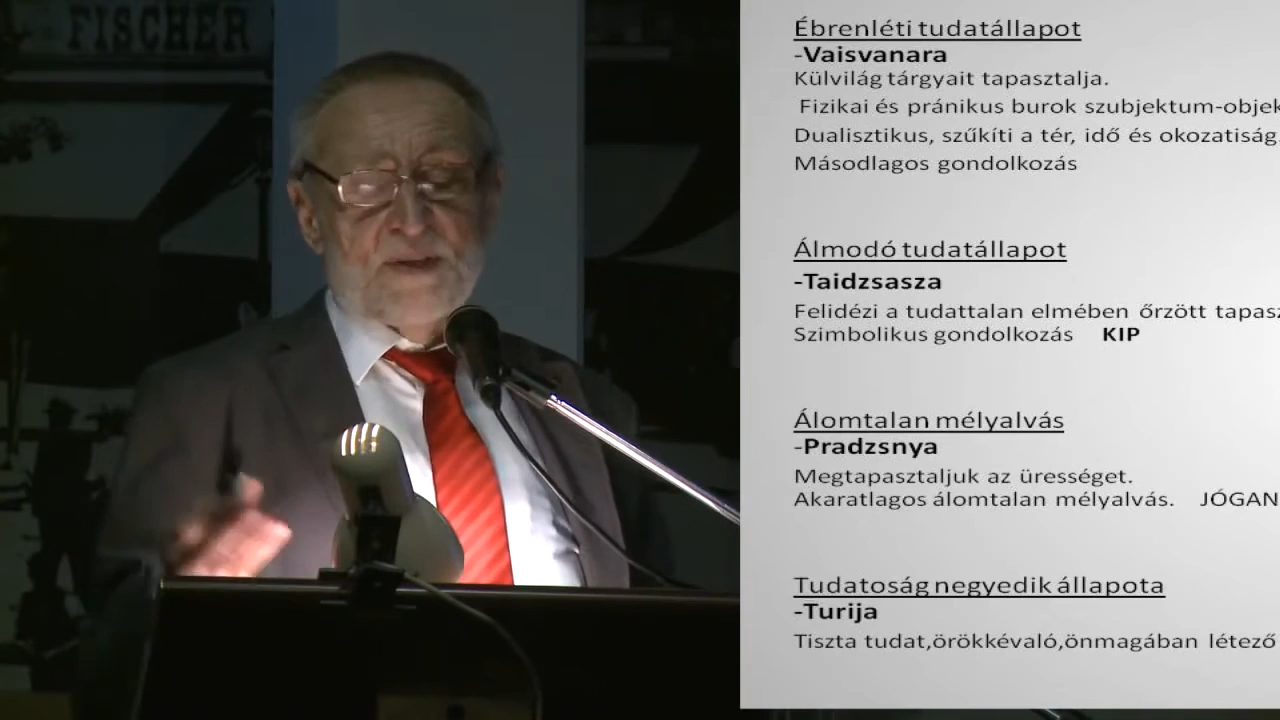 FISCHER
Ébrenléti tudatállapot
-Vaisvanara
Külvilág tárgyait tapasztalja.
Fizikai és pránikus burok szubjektum-objek
Dualisztikus, szűkíti a tér, idő és okozatiság.
Másodlagos gondolkozás
Álmodó tudatállapot
-Taidzsasza
Felidézi a tudattalan elmében őrzött tapasz
Szimbolikus gondolkozás KIP
Álomtalan mélyalvás
-Pradzsnya
Megtapasztaljuk az ürességet.
Akaratlagos álomtalan mélyalvás. JÓGAN
Tudatoság negyedik állapota
-Turija
Tiszta tudat,örökkévaló,önmagában létező